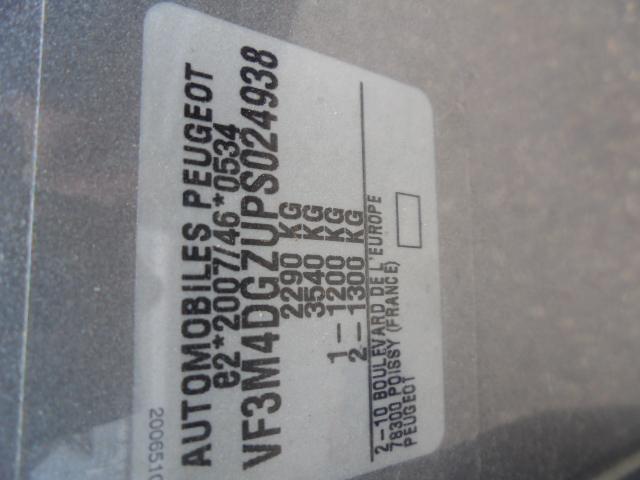 AUTOMOBILES PEUGEOT
e2*2007/46*0534
VF3M4DGZUPS024938
2290 KG
3540 KG
1- 1200 KG
2- 1300 KG
2-10 BOULEVARD DE L'EUROPE
78300 POISSY (FRANCE)
PEUGEOT